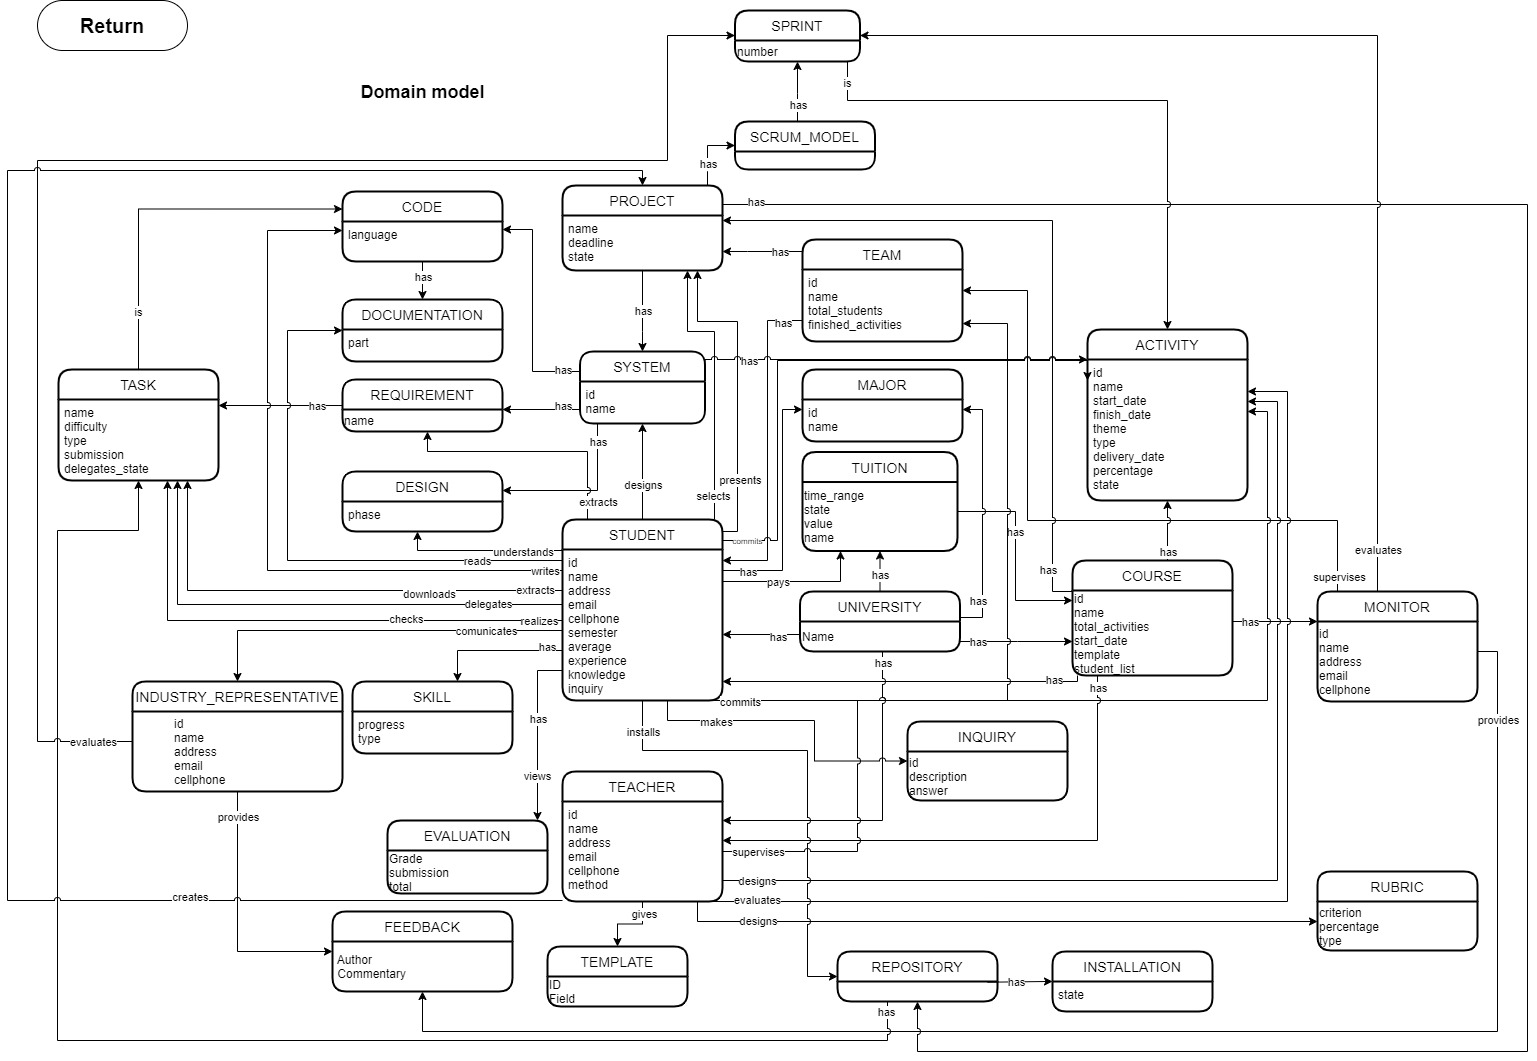 Return
Domain model
SPRINT
number
is
has
SCRUM_MODEL
has
PROJECT
name
deadline
state
has
CODE
language
has
is
DOCUMENTATION
part
has
TEAM
id
name
total_students
finished_activities
has
has
has
SYSTEM
id
name
has
has
has
has
ACTIVITY
id
name
start_date
finish_date
theme
type
delivery_date
percentage
state
TASK
name
difficulty
type
submission
delegates_state
REQUIREMENT
name
MAJOR
id
name
TUITION
time_range
state
value
name
has
DESIGN
phase
extracts
designs
selects
presents
commits
STUDENT
id
name
address
email
cellphone
semester
average
experience
knowledge
inquiry
understands
reads
writes
extracts
downloads
delegates
realizes
checks
comunicates
has
has
pays
has
has
has
UNIVERSITY
Name
has
has
has
has
has
COURSE
id
name
total_activities
start_date
template
student_list
has
has
has
supervises
evaluates
MONITOR
id
name
address
email
cellphone
provides
INDUSTRY_REPRESENTATIVE
id
name
address
email
cellphone
evaluates
provides
SKILL
progress
type
has
views
installs
makes
commits
INQUIRY
id
description
answer
TEACHER
id
name
address
email
cellphone
method
supervises
designs
evaluates
designs
gives
creates
EVALUATION
Grade
submission
total
RUBRIC
criterion
percentage
type
FEEDBACK
Author
Commentary
TEMPLATE
ID
Field
REPOSITORY
has
has
INSTALLATION
state